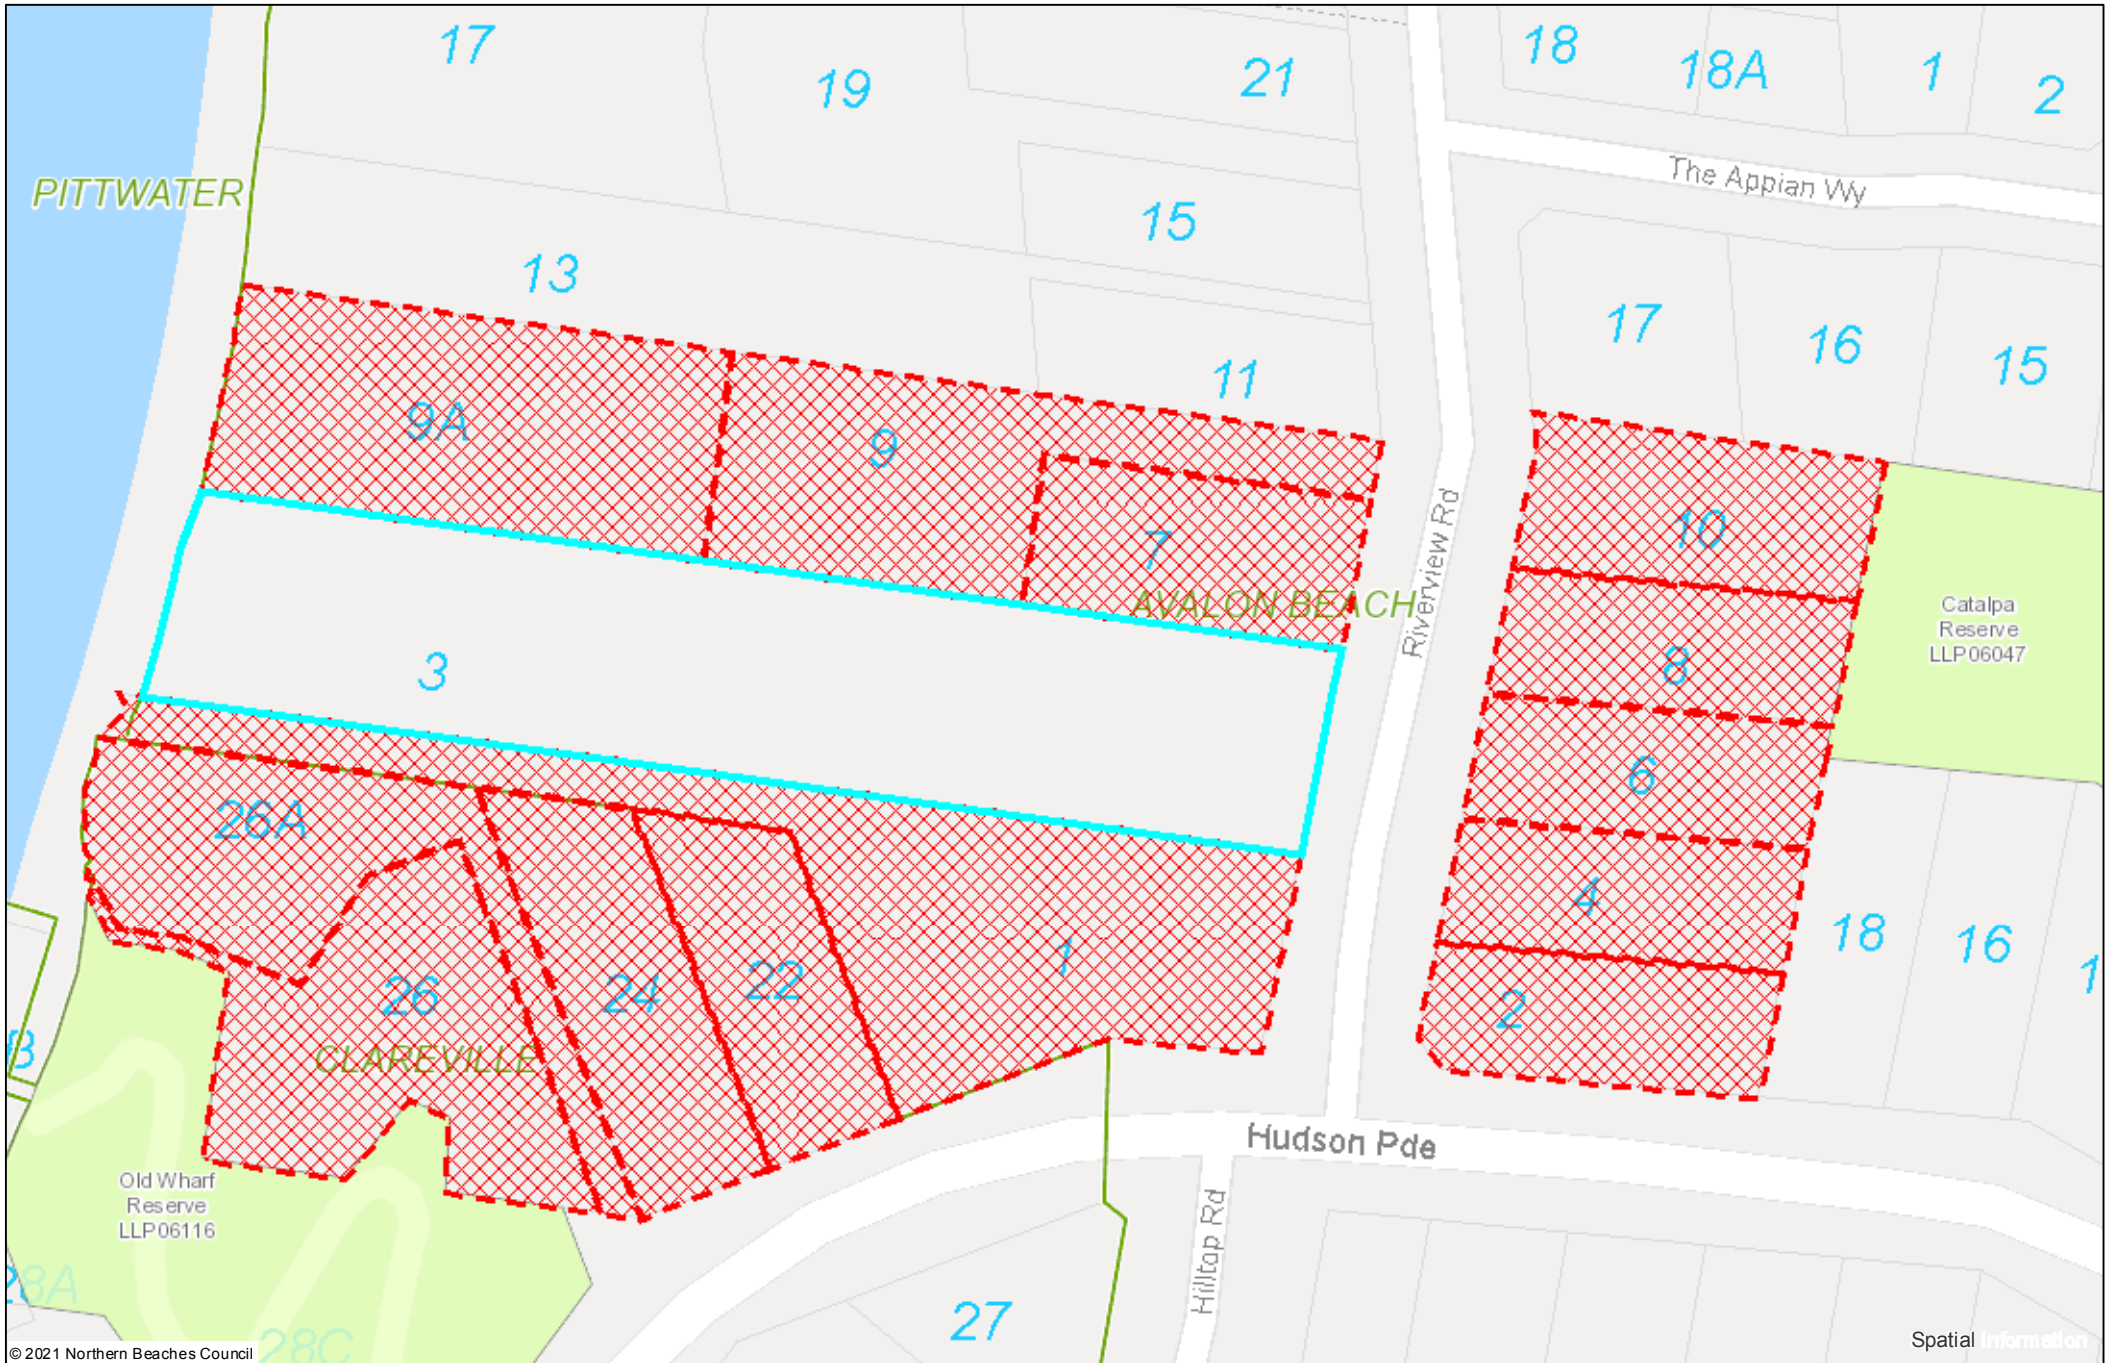 17
19
21
18
18A
1
2
The Appian Wy
PITTWATER
15
13
11
17
16
15
9A
9
7
10
AVALON BEACH
Riverview Rd
8
Catalpa
Reserve
LLP06047
3
6
26A
4
26
24
22
1
2
18
16
1
CLAREVILLE
Hudson Pde
Old Wharf
Reserve
LLP06116
Hilltop Rd
28A
28C
27
Spatial Information
© 2021 Northern Beaches Council